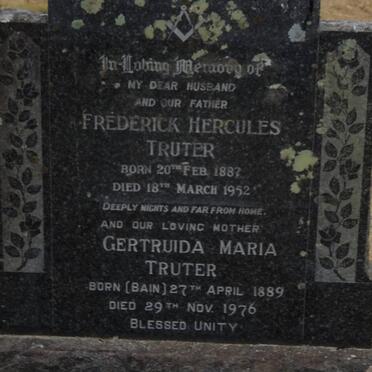 In Loving Memory of
MY DEAR HUSBAND
AND OUR FATHER
FREDERICK HERCULES
TRUTER
BORN 20TH FEB. 1887
DIED 18TH MARCH 1952
DEEPLY NIGHTS AND FAR FROM HOME.
AND OUR LOVING MOTHER
GERTRUIDA MARIA
TRUTER
BORN (BAIN) 27TH APRIL 1889
DIED 29TH NOV. 1976
BLESSED UNITY